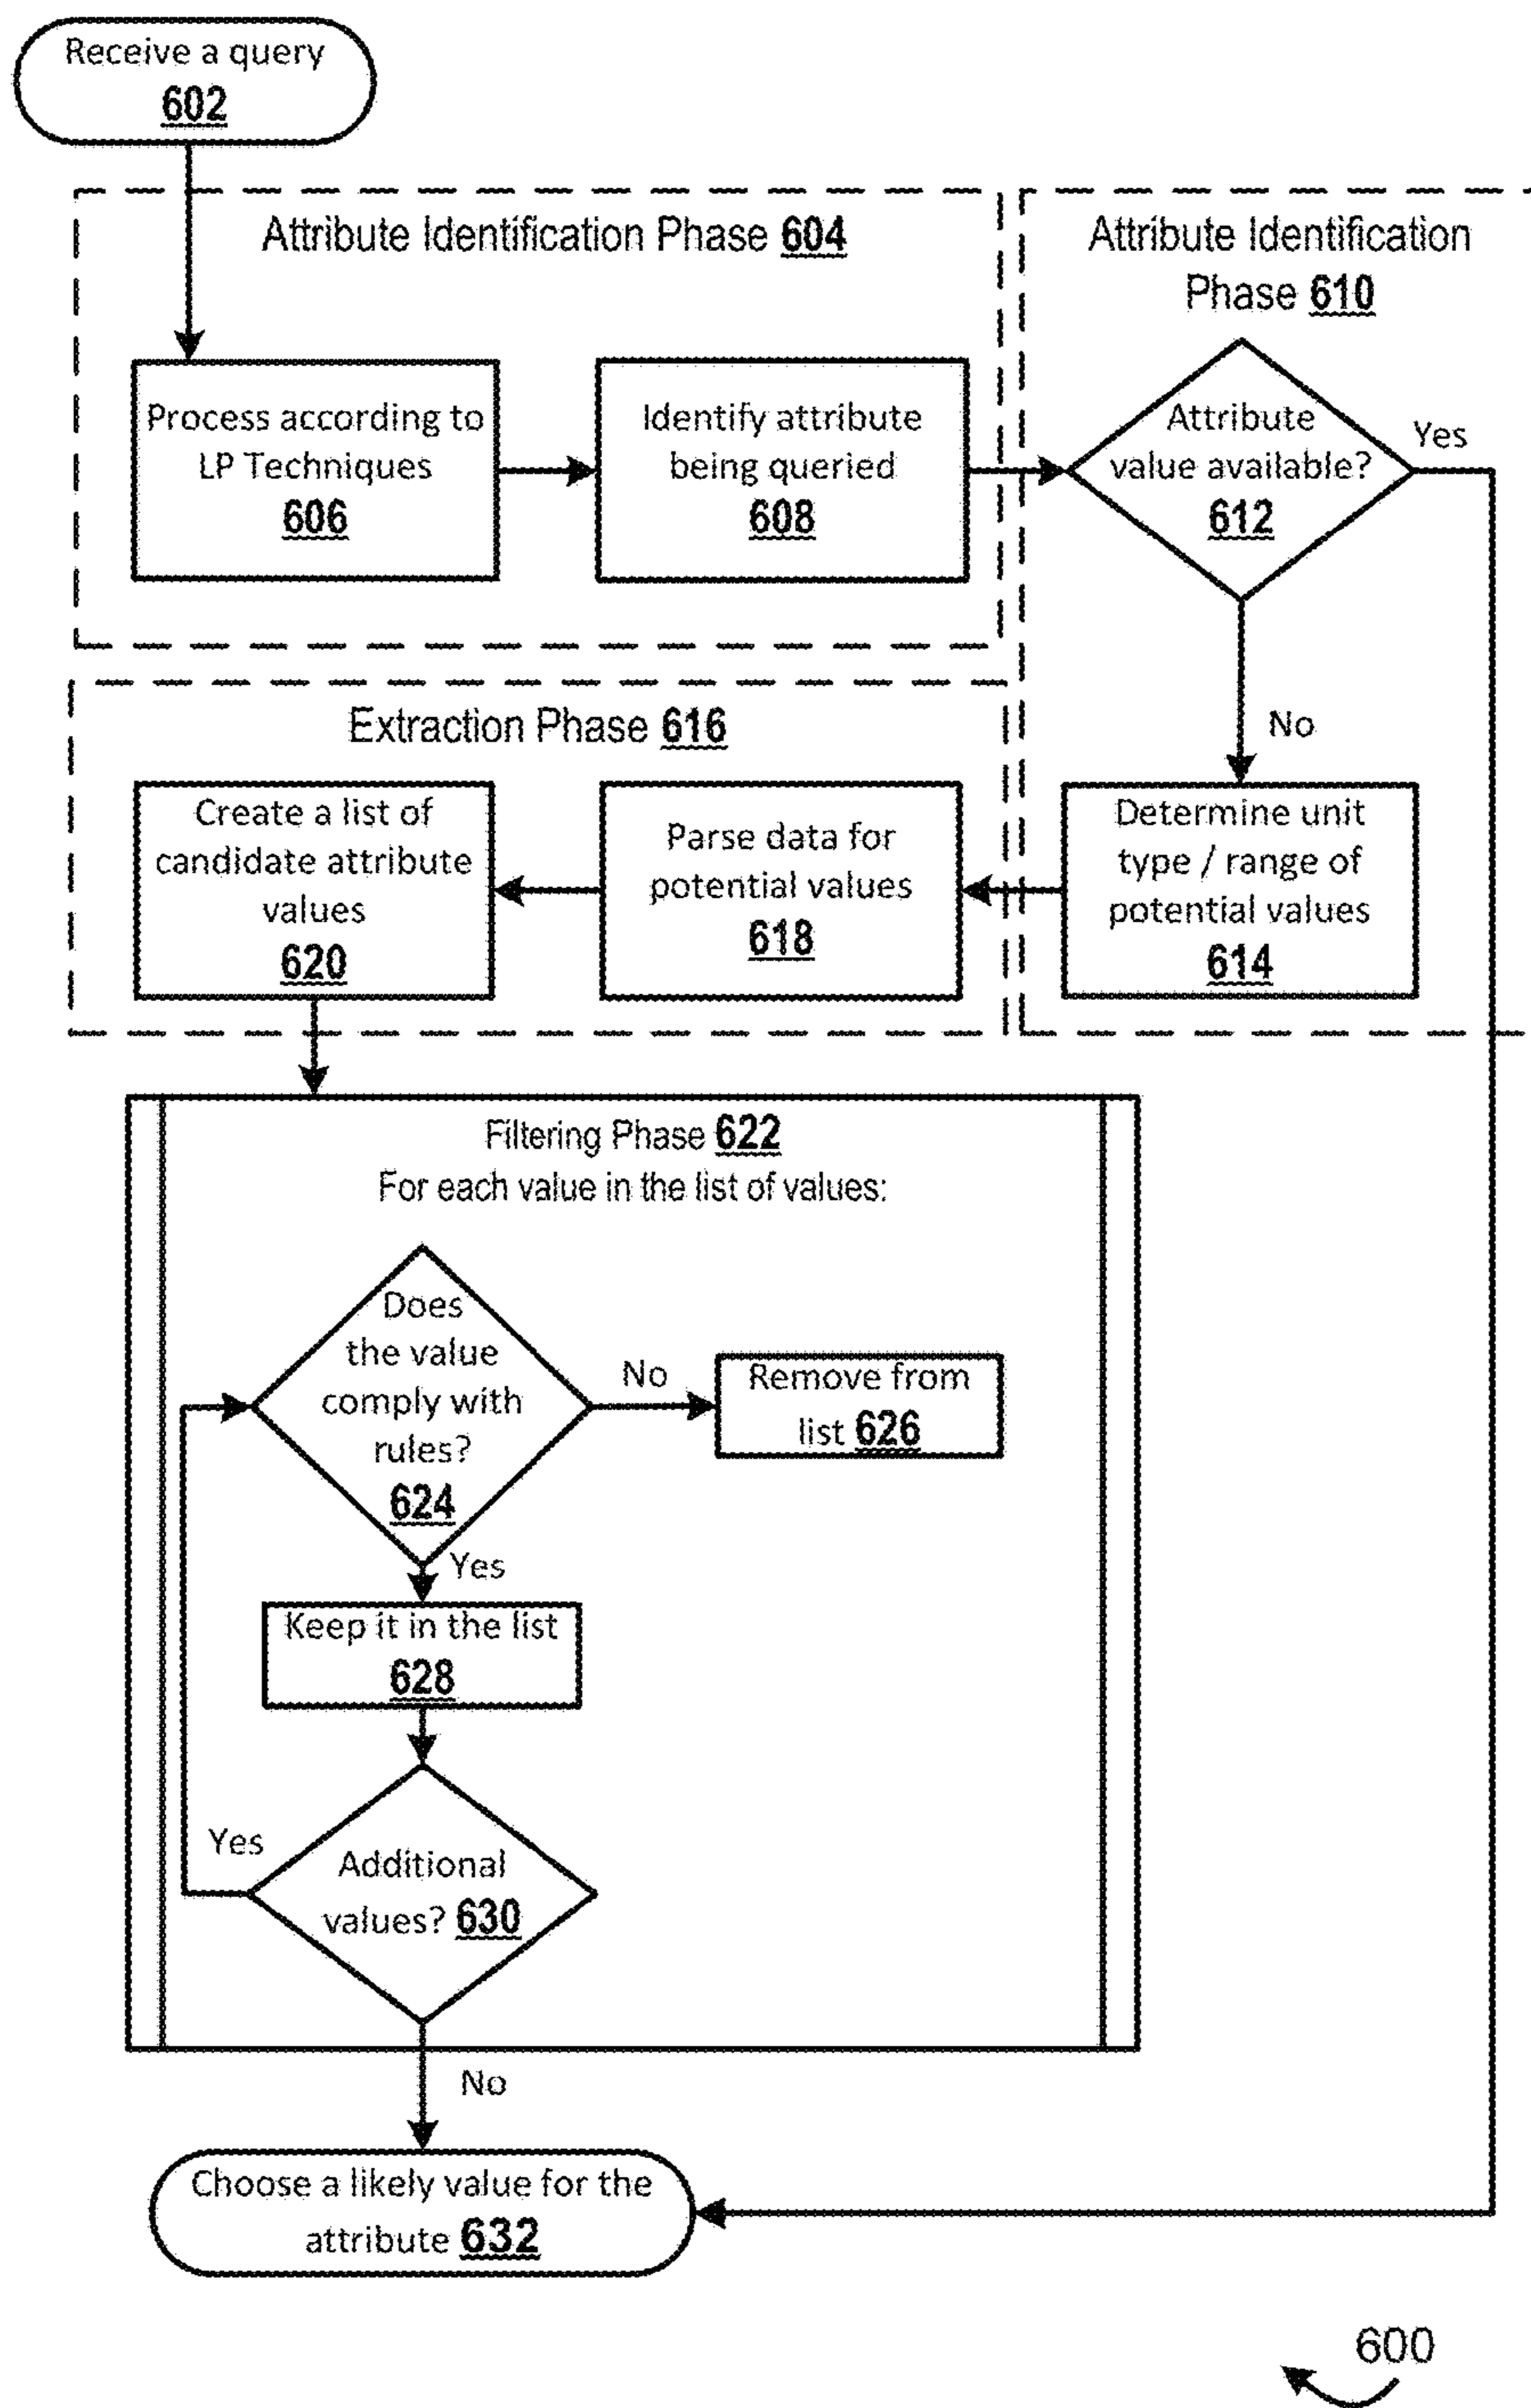 Receive a query
602
Attribute Identification Phase 604
Process according to
LP Techniques
606
Identify attribute
being queried
608
Attribute Identification
Phase 610
Attribute
value available?
612
Yes
No
Determine unit
type / range of
potential values
614
Extraction Phase 616
Parse data for
potential values
618
Create a list of
candidate attribute
values
620
Filtering Phase 622
For each value in the list of values:
Does
the value
comply with
rules?
624
No
Remove from
list 626
Yes
Keep it in the list
628
Additional
values? 630
Yes
No
Choose a likely value for the
attribute 632
600